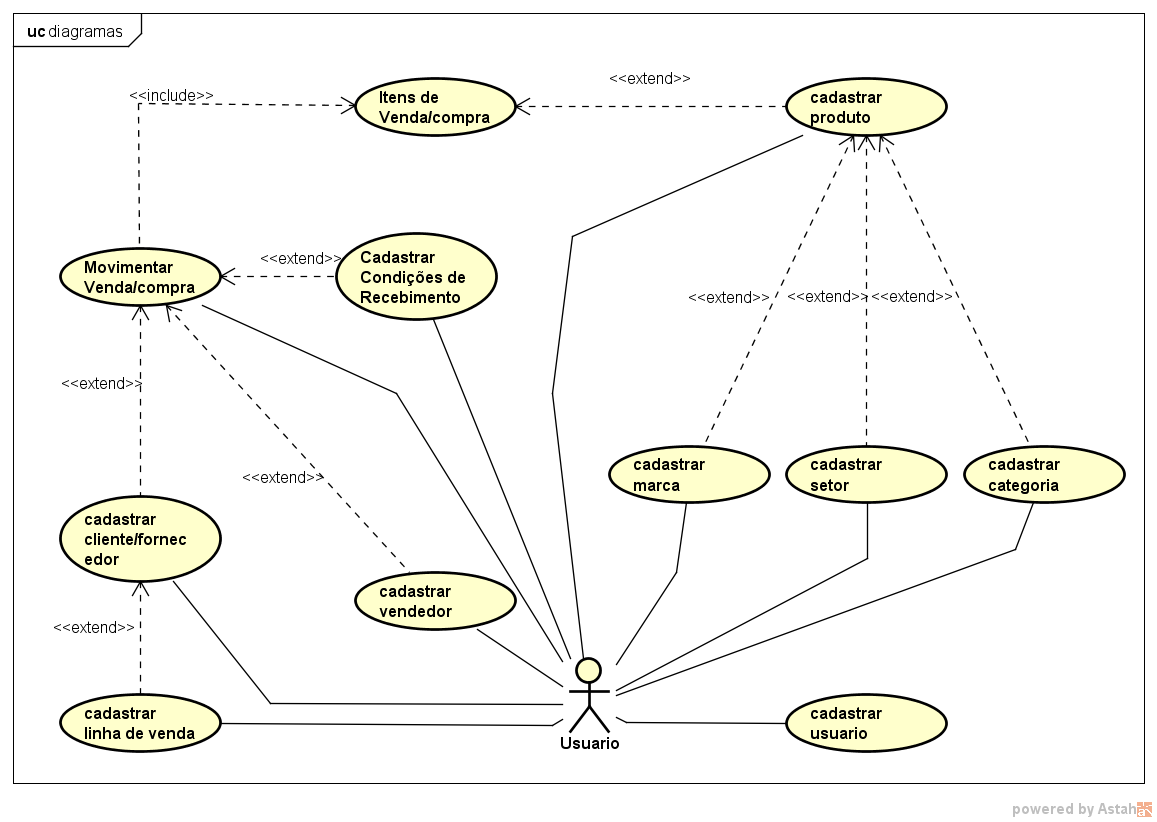 uc diagramas
<<extend>>
<<include>>
Itens de
Venda/compra
cadastrar
produto
Movimentar
Venda/compra
<<extend>>
Cadastrar
Condições de
Recebimento
<<extend>>
<<extend>>
<<extend>>
<<extend>>
<<extend>>
cadastrar
marca
cadastrar
setor
cadastrar
categoria
cadastrar
cliente/fornec
edor
cadastrar
vendedor
<<extend>>
cadastrar
linha de venda
Usuario
cadastrar
usuario
powered by Astah